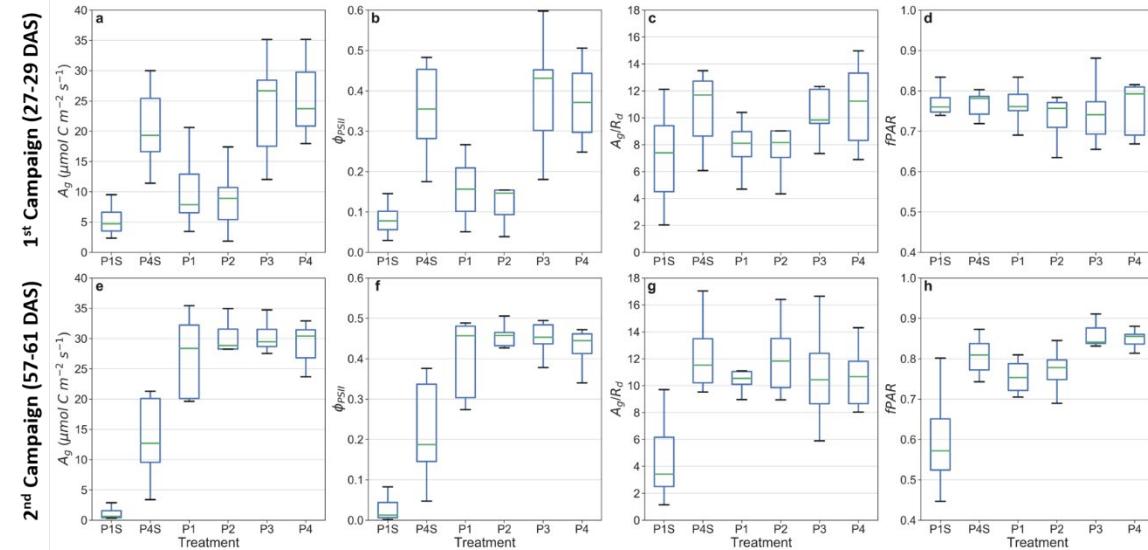 1st Campaign (27-29 DAS)
a
Ag (μmol C m−2 s−1)
40
35
30
25
20
15
10
5
0
P1S P4S P1 P2 P3 P4
b
ϕPSII
0.6
0.5
0.4
0.3
0.2
0.1
0.0
P1S P4S P1 P2 P3 P4
c
Ag/Rd
18
16
14
12
10
8
6
4
2
0
P1S P4S P1 P2 P3 P4
d
fPAR
1.0
0.9
0.8
0.7
0.6
0.5
0.4
P1S P4S P1 P2 P3 P4
2nd Campaign (57-61 DAS)
e
Ag (μmol C m−2 s−1)
40
35
30
25
20
15
10
5
0
P1S P4S P1 P2 P3 P4
Treatment
f
ϕPSII
0.6
0.5
0.4
0.3
0.2
0.1
0.0
P1S P4S P1 P2 P3 P4
Treatment
g
Ag/Rd
18
16
14
12
10
8
6
4
2
0
P1S P4S P1 P2 P3 P4
Treatment
h
fPAR
1.0
0.9
0.8
0.7
0.6
0.5
0.4
P1S P4S P1 P2 P3 P4
Treatment